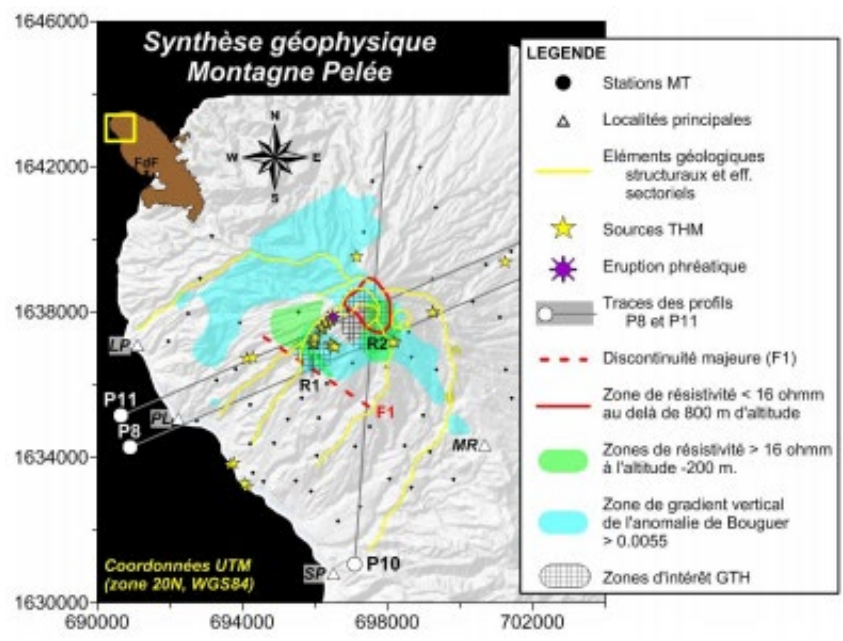 1646000
1642000
1638000
1634000
1630000
690000
694000
698000
702000
Synthèse géophysique
Montagne Pelée
FdF
N
W
E
S
LP
P11
PL
P8
R1
R2
F1
MR
SP
P10
Coordonnées UTM
(zone 20N, WGS84)
LEGENDE
Stations MT
Localités principales
Eléments géologiques
structuraux et eff.
sectoriels
Sources THM
Eruption phréatique
Traces des profils
P8 et P11
Discontinuité majeure (F1)
Zone de résistivité < 16 ohmm
au delà de 800 m d'altitude
Zones de résistivité > 16 ohmm
à l'altitude -200 m.
Zone de gradient vertical
de l'anomalie de Bouguer
> 0.0055
Zones d'intérêt GTH